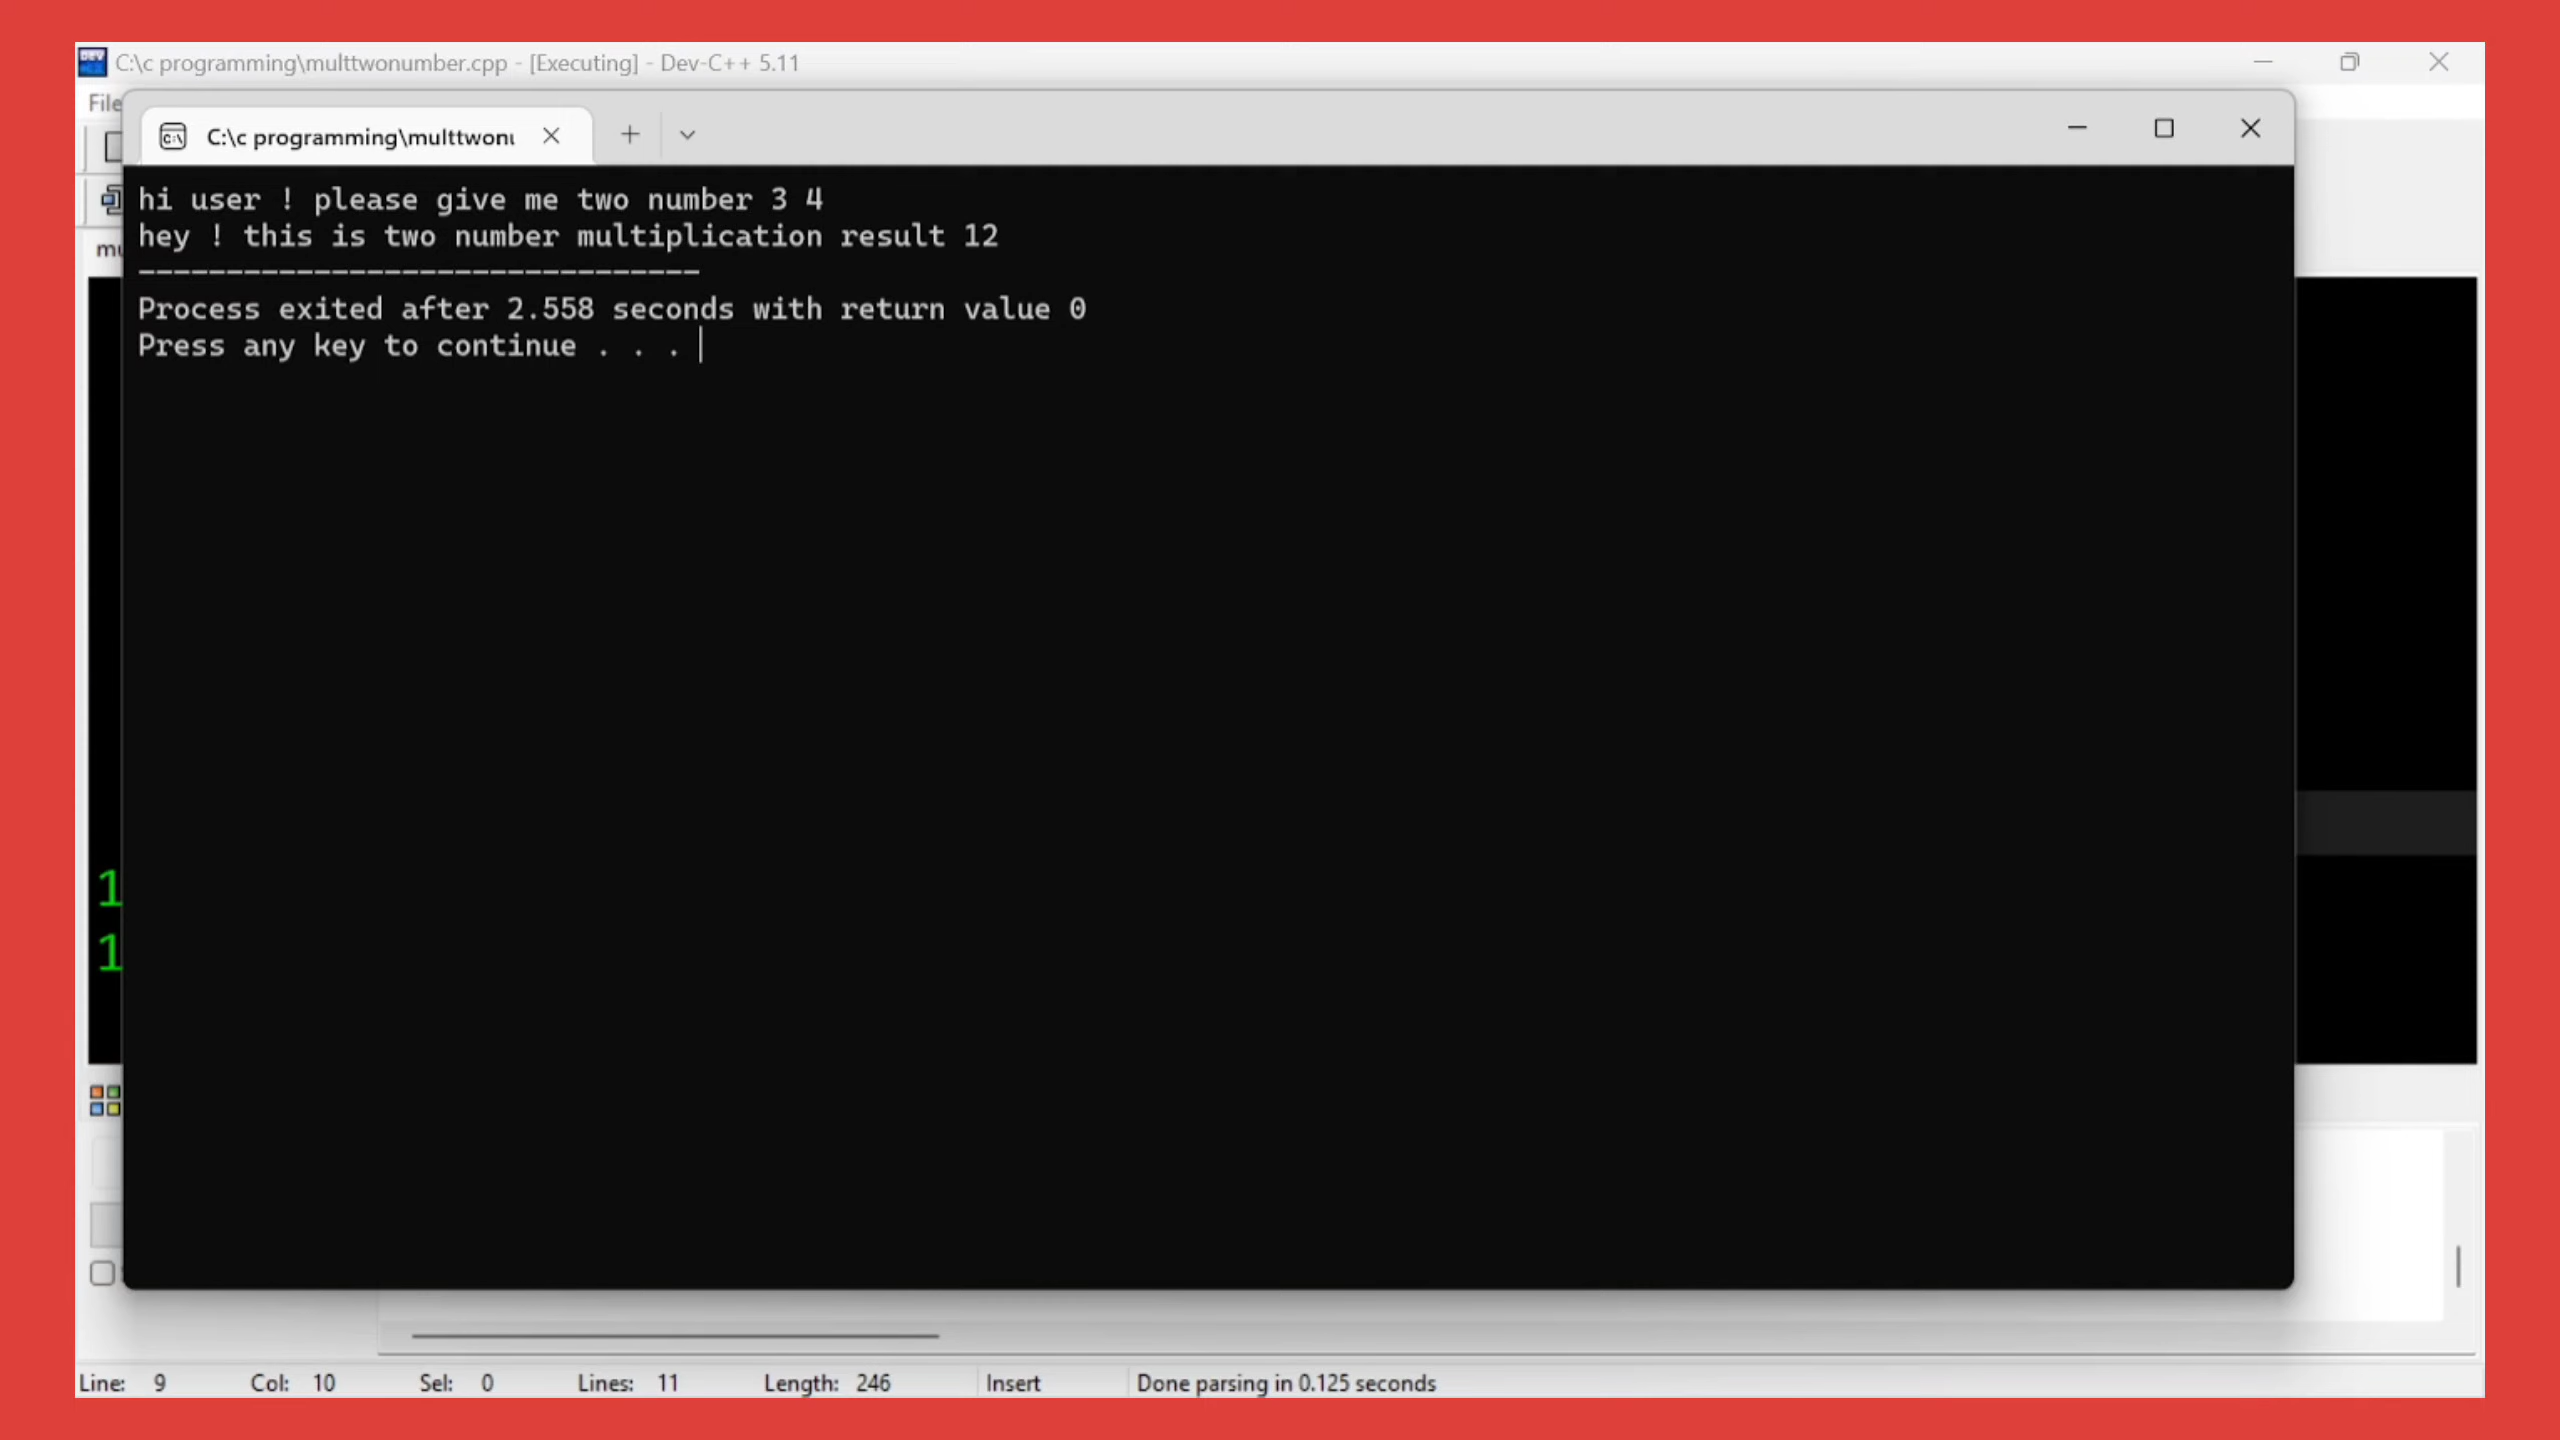 C:\c programming\multtwonumber.cpp - [Executing] - Dev-C++ 5.11
File
C:\c programming\multtwonu
hi user ! please give me two number 3 4
hey ! this is two number multiplication result 12
--------------------------------
Process exited after 2.558 seconds with return value 0
Press any key to continue . . .
mu
1
1
Line: 9 Col: 10 Sel: 0 Lines: 11 Length: 246 Insert Done parsing in 0.125 seconds